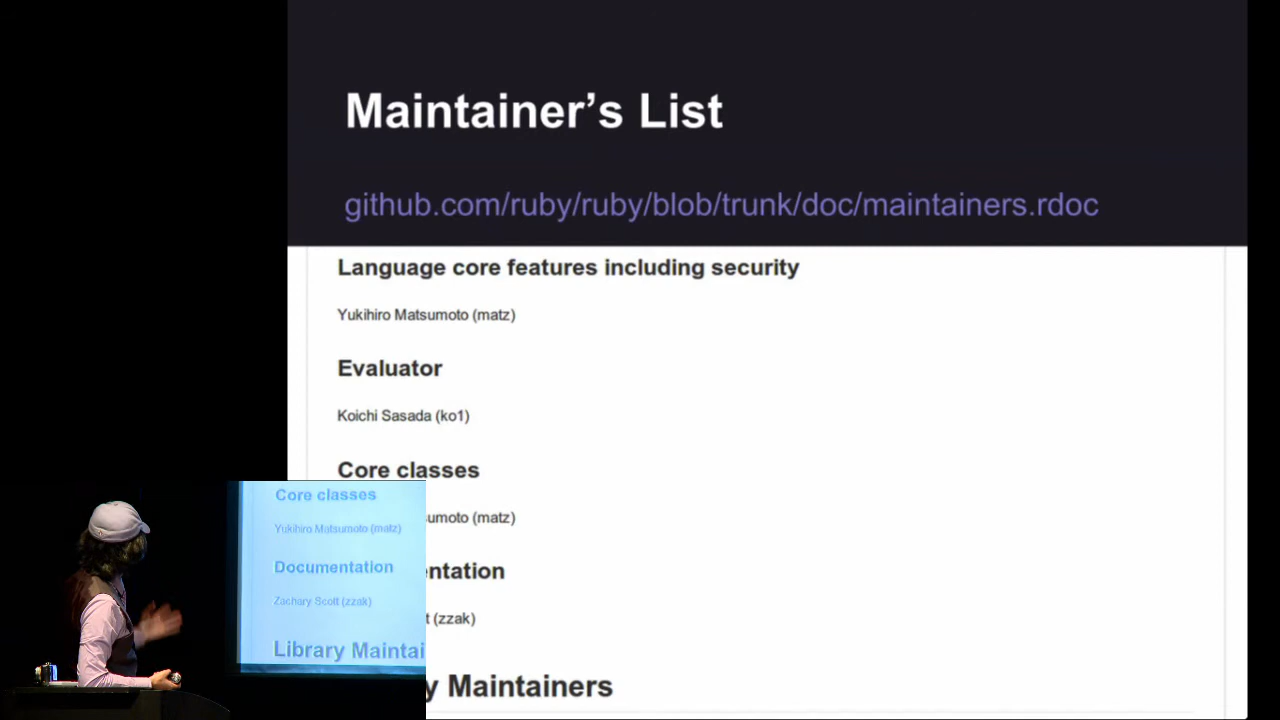 Maintainer’s List
github.com/ruby/ruby/blob/trunk/doc/maintainers.rdoc
Language core features including security
Yukihiro Matsumoto (matz)
Evaluator
Koichi Sasada (ko1)
Core classes
sumoto (matz)
entation
t (zzak)
y Maintainers
Core classes
Yukihiro Matsumoto (matz)
Documentation
Zachary Scott (zzak)
Library Maintai